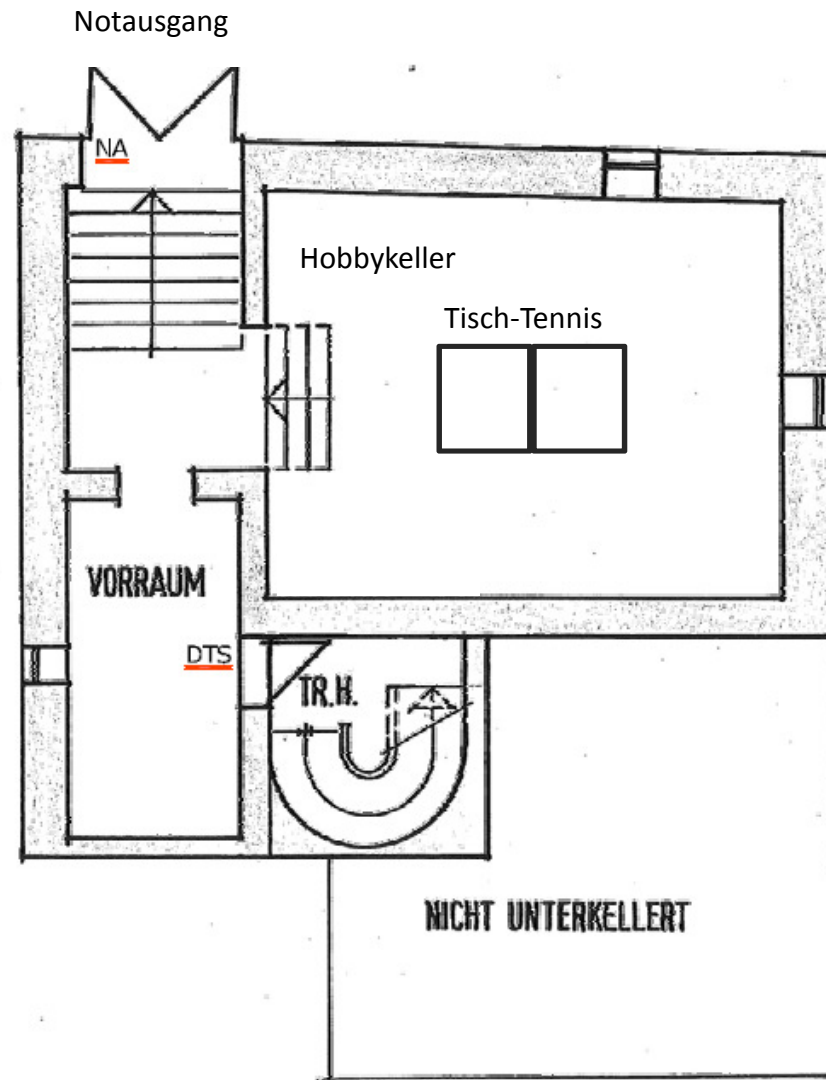 Notausgang
NA
Hobbykeller
Tisch-Tennis
VORRAUM
DTS
TR.H.
NICHT UNTERKELLERT